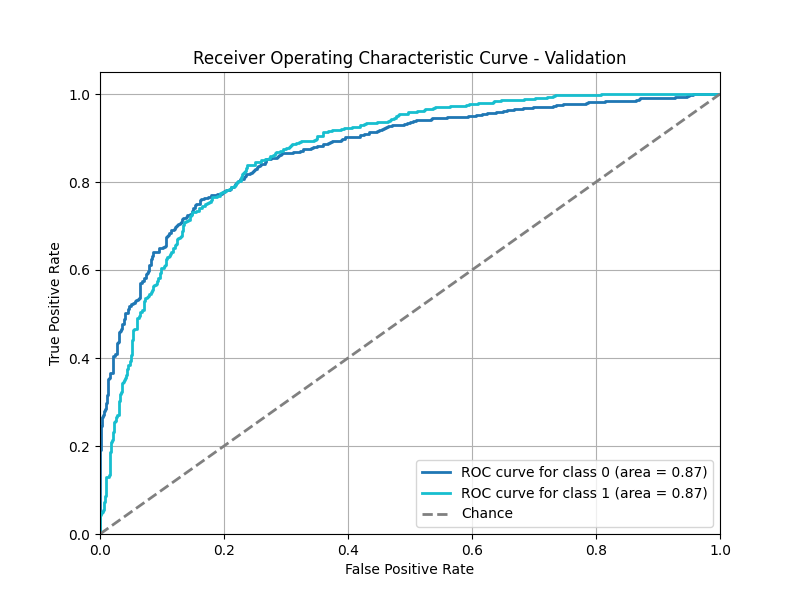 Receiver Operating Characteristic Curve - Validation
1.0
0.8
0.6
0.4
0.2
0.0
True Positive Rate
ROC curve for class 0 (area = 0.87)
ROC curve for class 1 (area = 0.87)
Chance
0.0 0.2 0.4 0.6 0.8 1.0
False Positive Rate